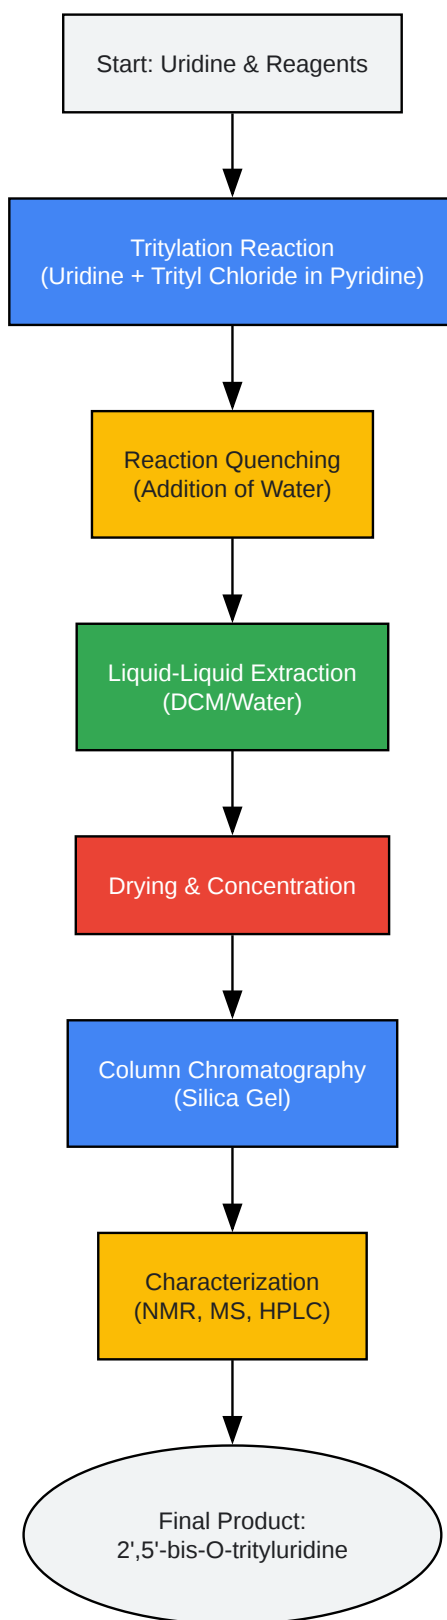 Start: Uridine & Reagents
Tritylation Reaction
(Uridine + Trityl Chloride in Pyridine)
Reaction Quenching
(Addition of Water)
Liquid-Liquid Extraction
(DCM/Water)
Drying & Concentration
Column Chromatography
(Silica Gel)
Characterization
(NMR, MS, HPLC)
Final Product:
2',5'-bis-O-trityluridine